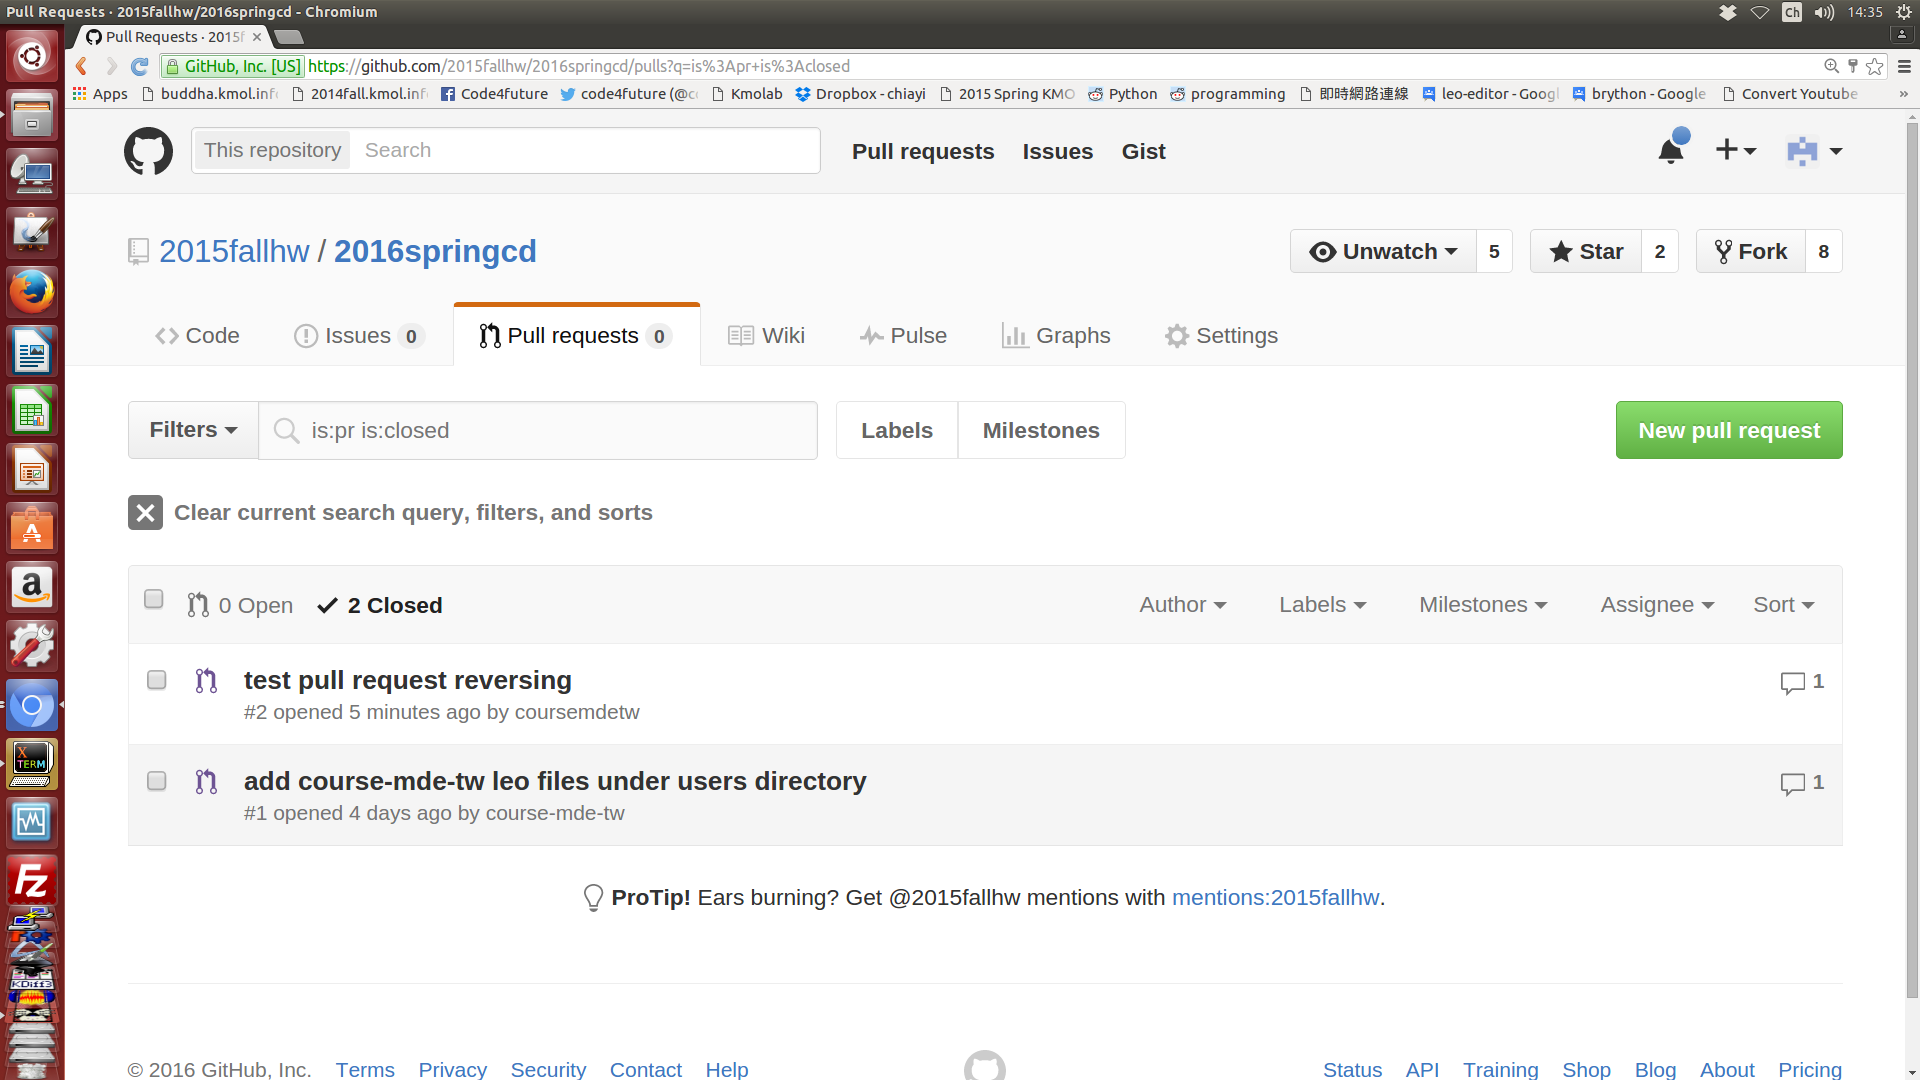 Pull Requests · 2015fallhw/2016springcd - Chromium
Ch
14:35
Pull Requests · 2015f
GitHub, Inc. [US] https://github.com/2015fallhw/2016springcd/pulls?q=is%3Apr+is%3Aclosed
Apps buddha.kmol.info 2014fall.kmol.info Code4future code4future (@co Kmolab Dropbox - chiayi 2015 Spring KMO Python programming 即時網路連線 leo-editor - Googl brython - Google Convert Youtube »
This repository Search Pull requests Issues Gist
2015fallhw / 2016springcd
Unwatch 5 Star 2 Fork 8
Code Issues 0 Pull requests 0 Wiki Pulse Graphs Settings
Filters is:pr is:closed Labels Milestones New pull request
Clear current search query, filters, and sorts
0 Open 2 Closed Author Labels Milestones Assignee Sort
test pull request reversing 1
#2 opened 5 minutes ago by coursemdetw
add course-mde-tw leo files under users directory 1
#1 opened 4 days ago by course-mde-tw
ProTip! Ears burning? Get @2015fallhw mentions with mentions:2015fallhw.
© 2016 GitHub, Inc. Terms Privacy Security Contact Help Status API Training Shop Blog About Pricing
X
TERM
Fz
KDiff3